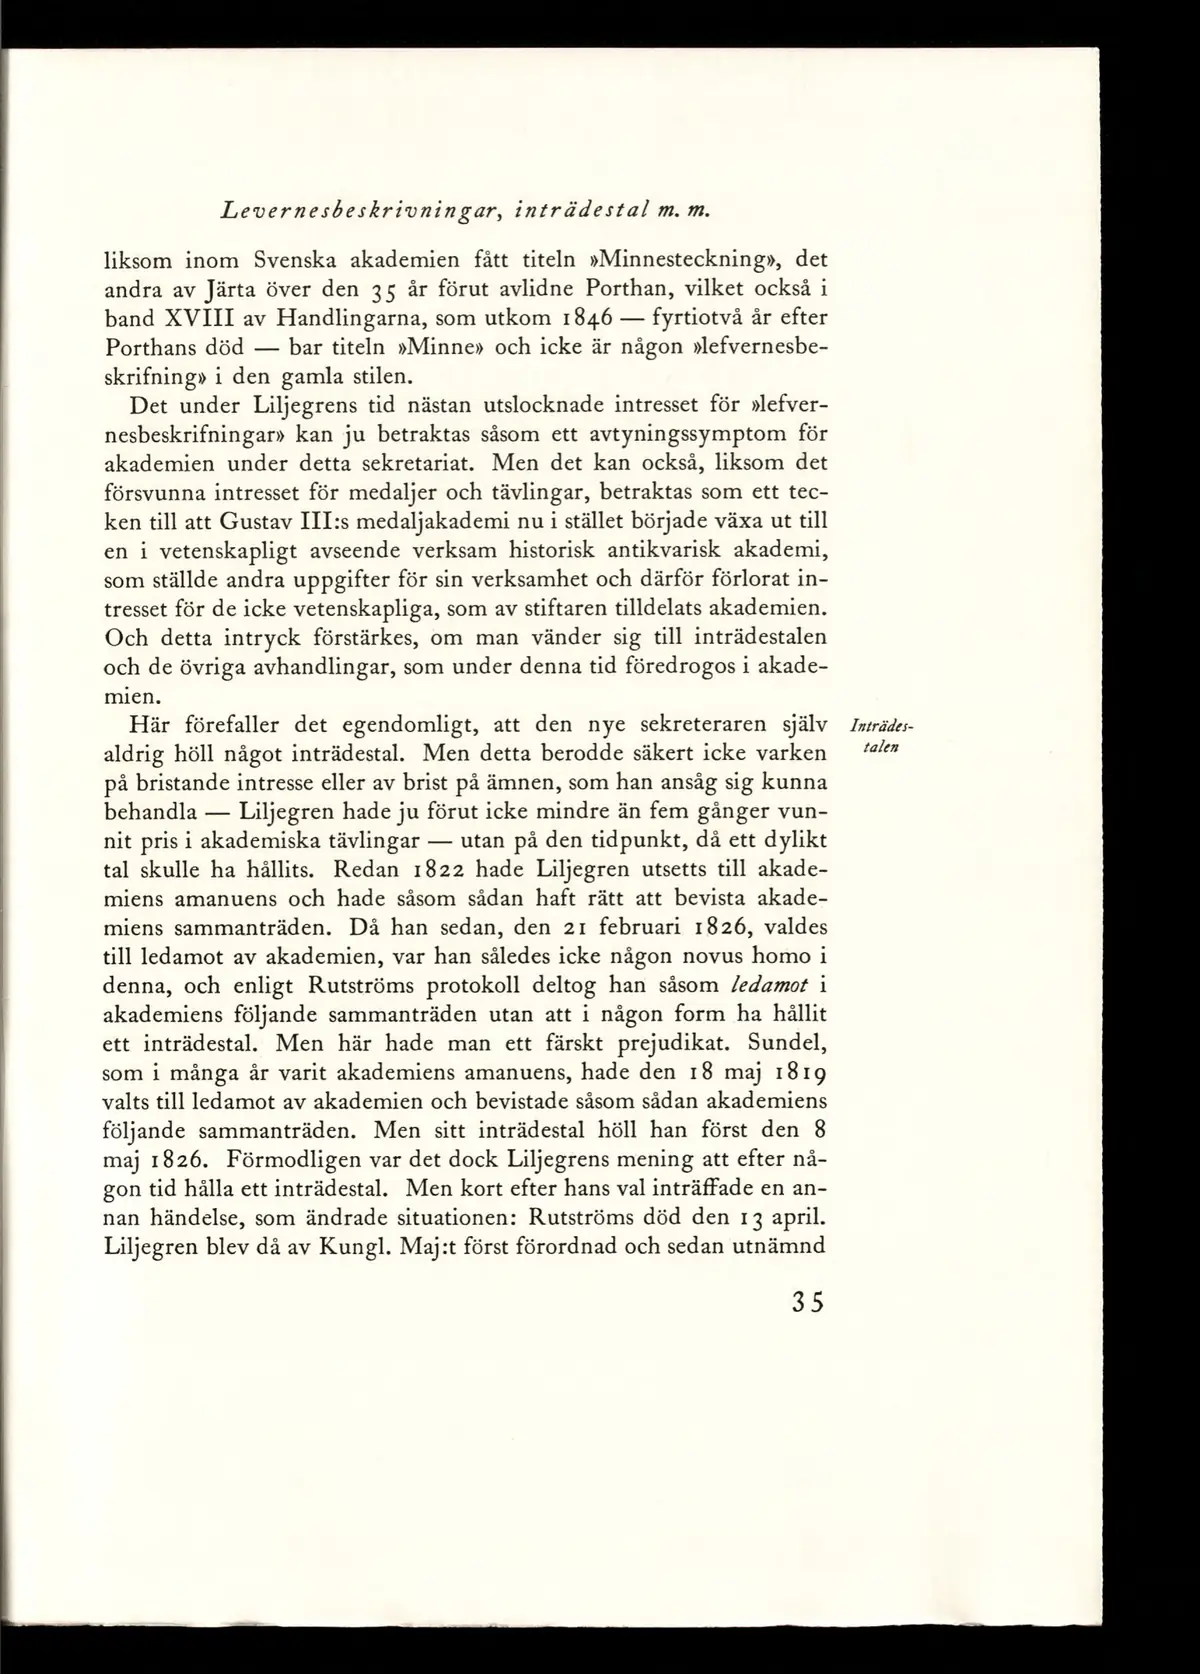 Levernesbeskrivningar, inträdestal m. m.
liksom inom Svenska akademien fått titeln »Minnesteckning», det
andra av Järta över den 35 år förut avlidne Porthan, vilket också i
band XVIII av Handlingarna, som utkom 1846 — fyrtiotvå år efter
Porthans död — bar titeln »Minne» och icke är någon »lefvernesbe-
skrifning» i den gamla stilen.
Det under Liljegrens tid nästan utslocknade intresset för »lefver-
nesbeskrifningar» kan ju betraktas såsom ett avtyningssymptom för
akademien under detta sekretariat. Men det kan också, liksom det
försvunna intresset för medaljer och tävlingar, betraktas som ett tec-
ken till att Gustav III:s medaljakademi nu i stället började växa ut till
en i vetenskapligt avseende verksam historisk antikvarisk akademi,
som ställde andra uppgifter för sin verksamhet och därför förlorat in-
tresset för de icke vetenskapliga, som av stiftaren tilldelats akademien.
Och detta intryck förstärkes, om man vänder sig till inträdestalen
och de övriga avhandlingar, som under denna tid föredrogos i akade-
mien.
Här förefaller det egendomligt, att den nye sekreteraren själv
aldrig höll något inträdestal. Men detta berodde säkert icke varken
på bristande intresse eller av brist på ämnen, som han ansåg sig kunna
behandla — Liljegren hade ju förut icke mindre än fem gånger vun-
nit pris i akademiska tävlingar — utan på den tidpunkt, då ett dylikt
tal skulle ha hållits. Redan 1822 hade Liljegren utsetts till akade-
miens amanuens och hade såsom sådan haft rätt att bevista akade-
miens sammanträden. Då han sedan, den 21 februari 1826, valdes
till ledamot av akademien, var han således icke någon novus homo i
denna, och enligt Rutströms protokoll deltog han såsom ledamot i
akademiens följande sammanträden utan att i någon form ha hållit
ett inträdestal. Men här hade man ett färskt prejudikat. Sundel,
som i många år varit akademiens amanuens, hade den 18 maj 1819
valts till ledamot av akademien och bevistade såsom sådan akademiens
följande sammanträden. Men sitt inträdestal höll han först den 8
maj 1826. Förmodligen var det dock Liljegrens mening att efter nå-
gon tid hålla ett inträdestal. Men kort efter hans val inträffade en an-
nan händelse, som ändrade situationen: Rutströms död den 13 april.
Liljegren blev då av Kungl. Maj:t först förordnad och sedan utnämnd
Inträdes-
talen
35